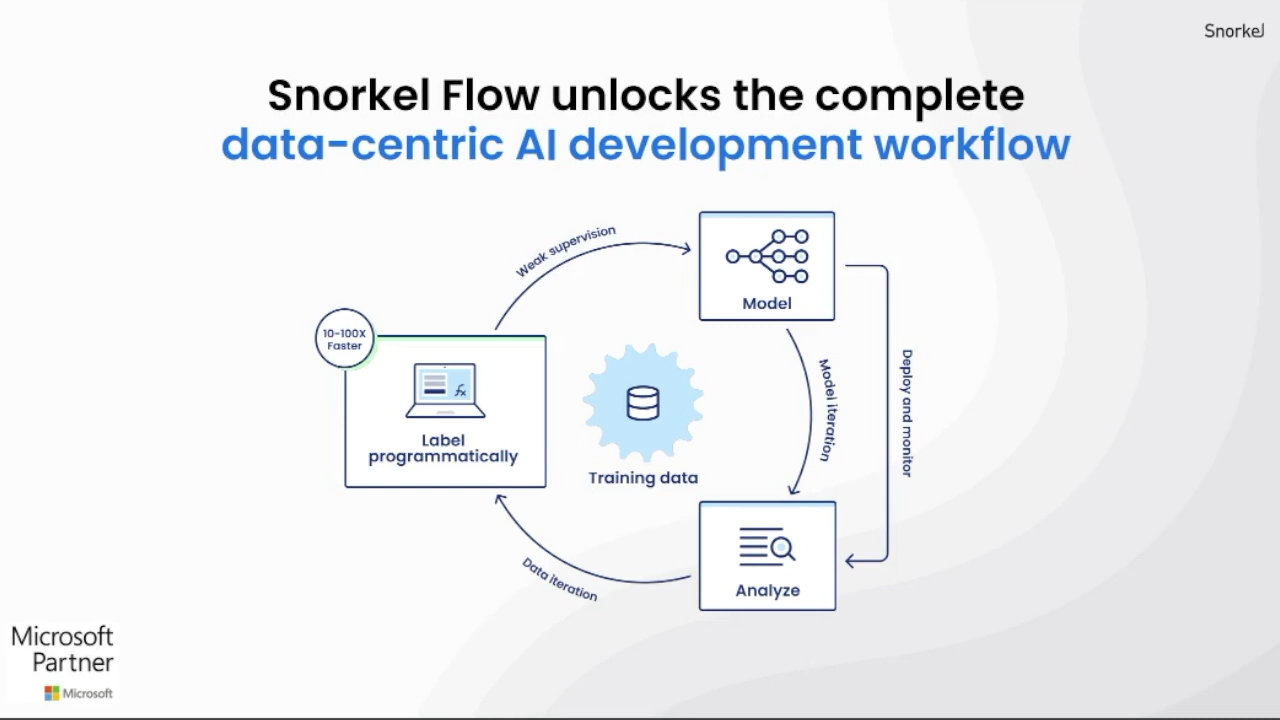 Snorkel
Snorkel Flow unlocks the complete
data-centric AI development workflow
Weak supervision
Model
10-100X
Faster
fx
Label
programmatically
Training data
Model iteration
Deploy and monitor
Data iteration
Analyze
Microsoft
Partner
Microsoft